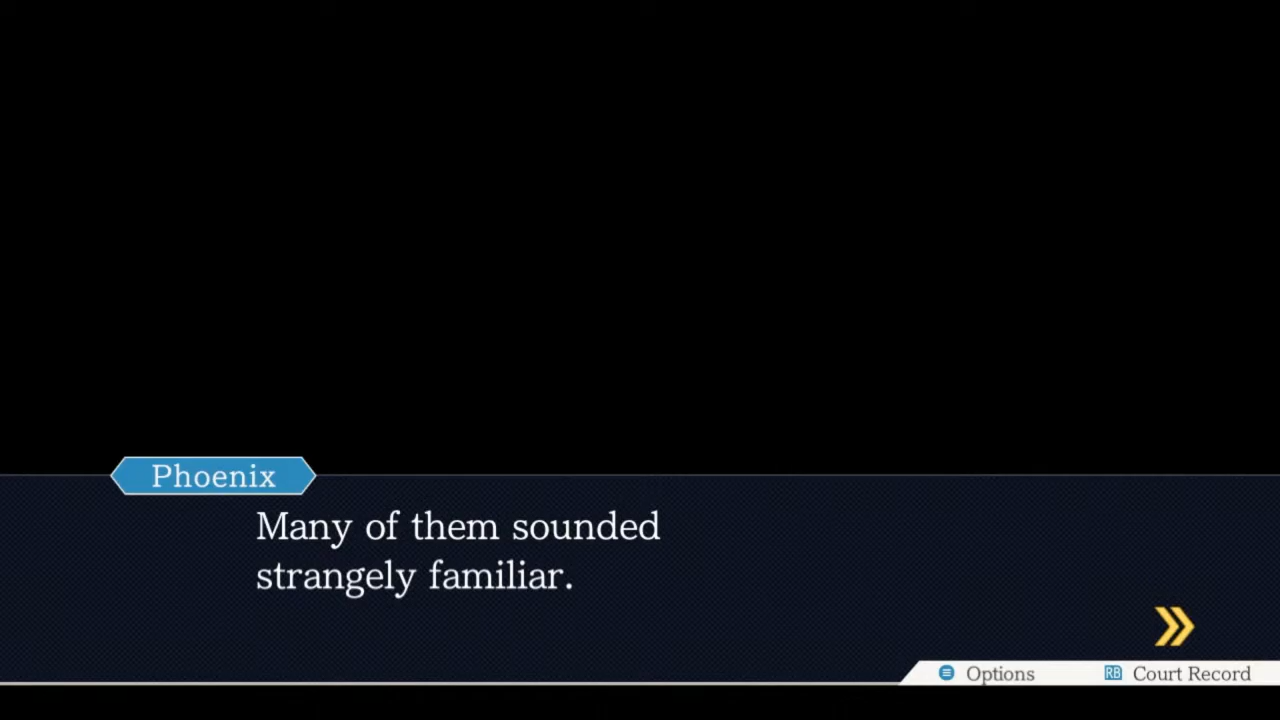 Phoenix
Many of them sounded
strangely familiar.
Options
RB Court Record